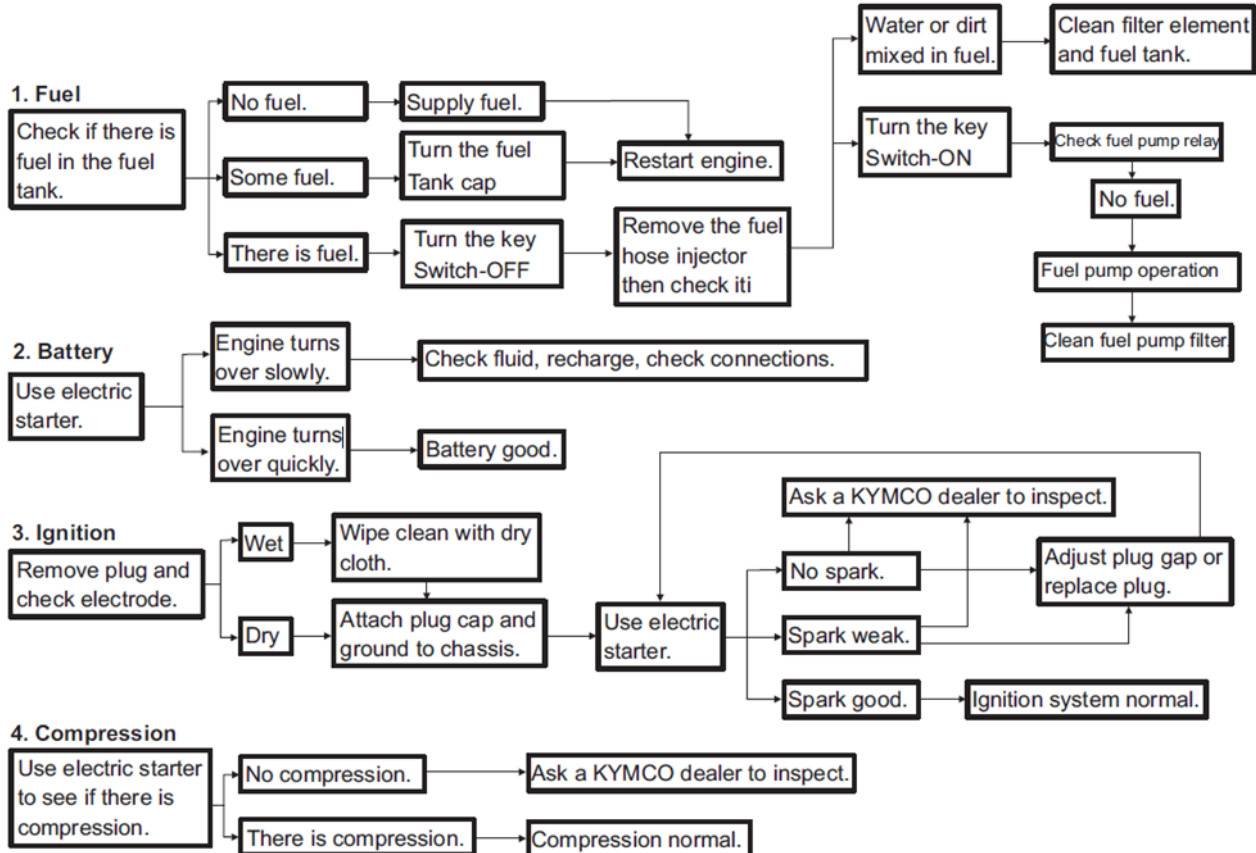 1. Fuel
Check if there is
fuel in the fuel
tank.
No fuel.
Supply fuel.
Some fuel.
Turn the fuel
Tank cap
Restart engine.
There is fuel.
Turn the key
Switch-OFF
Remove the fuel
hose injector
then check iti
Water or dirt
mixed in fuel.
Clean filter element
and fuel tank.
Turn the key
Switch-ON
Check fuel pump relay
No fuel.
Fuel pump operation
Clean fuel pump filter.
2. Battery
Use electric
starter.
Engine turns
over slowly.
Check fluid, recharge, check connections.
Engine turns
over quickly.
Battery good.
3. Ignition
Remove plug and
check electrode.
Wet
Wipe clean with dry
cloth.
Dry
Attach plug cap and
ground to chassis.
Use electric
starter.
Ask a KYMCO dealer to inspect.
No spark.
Adjust plug gap or
replace plug.
Spark weak.
Spark good.
Ignition system normal.
4. Compression
Use electric starter
to see if there is
compression.
No compression.
Ask a KYMCO dealer to inspect.
There is compression.
Compression normal.